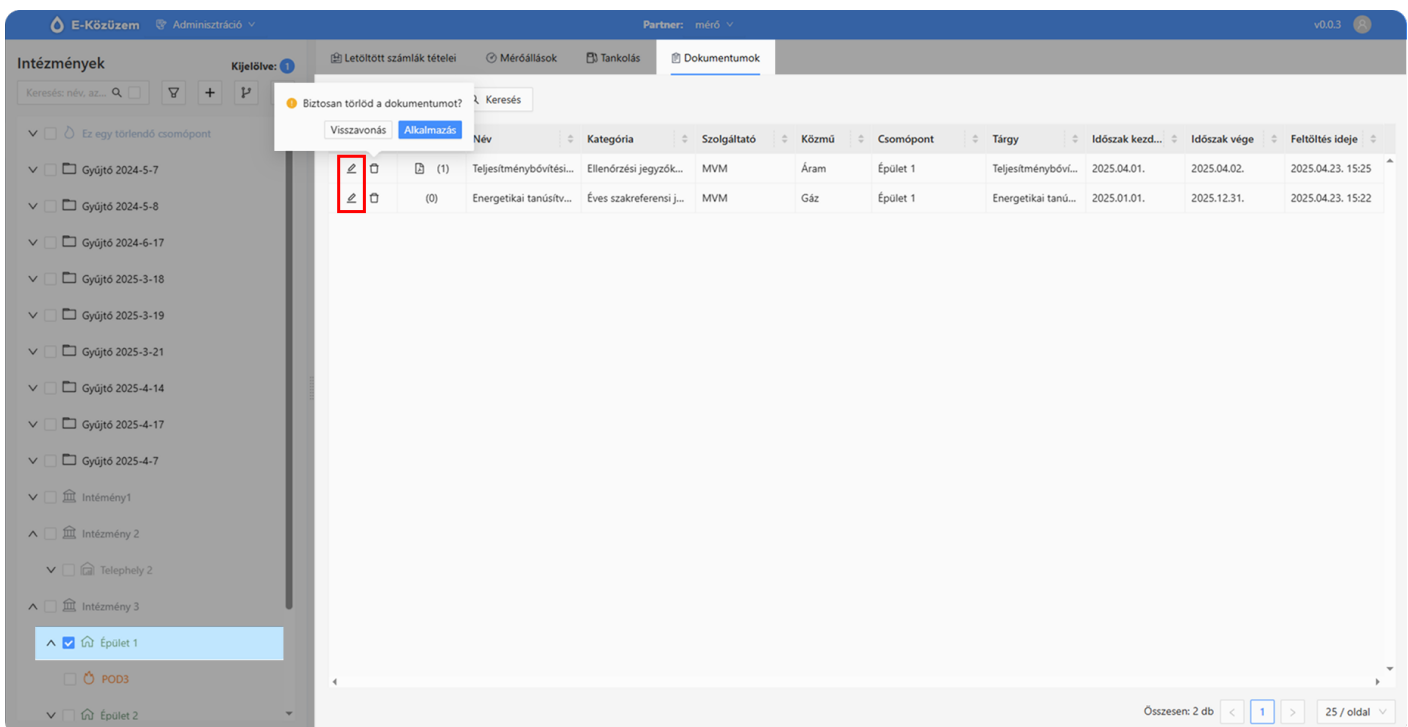 E-Közüzem Adminisztráció Partner: mérő v0.0.3
Intézmények Kijelölve: 1
Keresés: név, az...
Ez egy törlendő csomópont
Gyűjtő 2024-5-7
Gyűjtő 2024-5-8
Gyűjtő 2024-6-17
Gyűjtő 2025-3-18
Gyűjtő 2025-3-19
Gyűjtő 2025-3-21
Gyűjtő 2025-4-14
Gyűjtő 2025-4-17
Gyűjtő 2025-4-7
Intémény1
Intézmény 2
Telephely 2
Intézmény 3
Épület 1
POD3
Épület 2
Letöltött számlák tételei Mérőállások Tankolás Dokumentumok
Biztosan törlöd a dokumentumot?
Visszavonás Alkalmazás
Keresés
Név Kategória Szolgáltató Közmű Csomópont Tárgy Időszak kezd... Időszak vége Feltöltés ideje
(1) Teljesítménybővítési... Ellenőrzési jegyzők... MVM Áram Épület 1 Teljesítménybőví... 2025.04.01. 2025.04.02. 2025.04.23. 15:25
(0) Energetikai tanúsítv... Éves szakreferensi j... MVM Gáz Épület 1 Energetikai tanú... 2025.01.01. 2025.12.31. 2025.04.23. 15:22
Összesen: 2 db < 1 > 25 / oldal